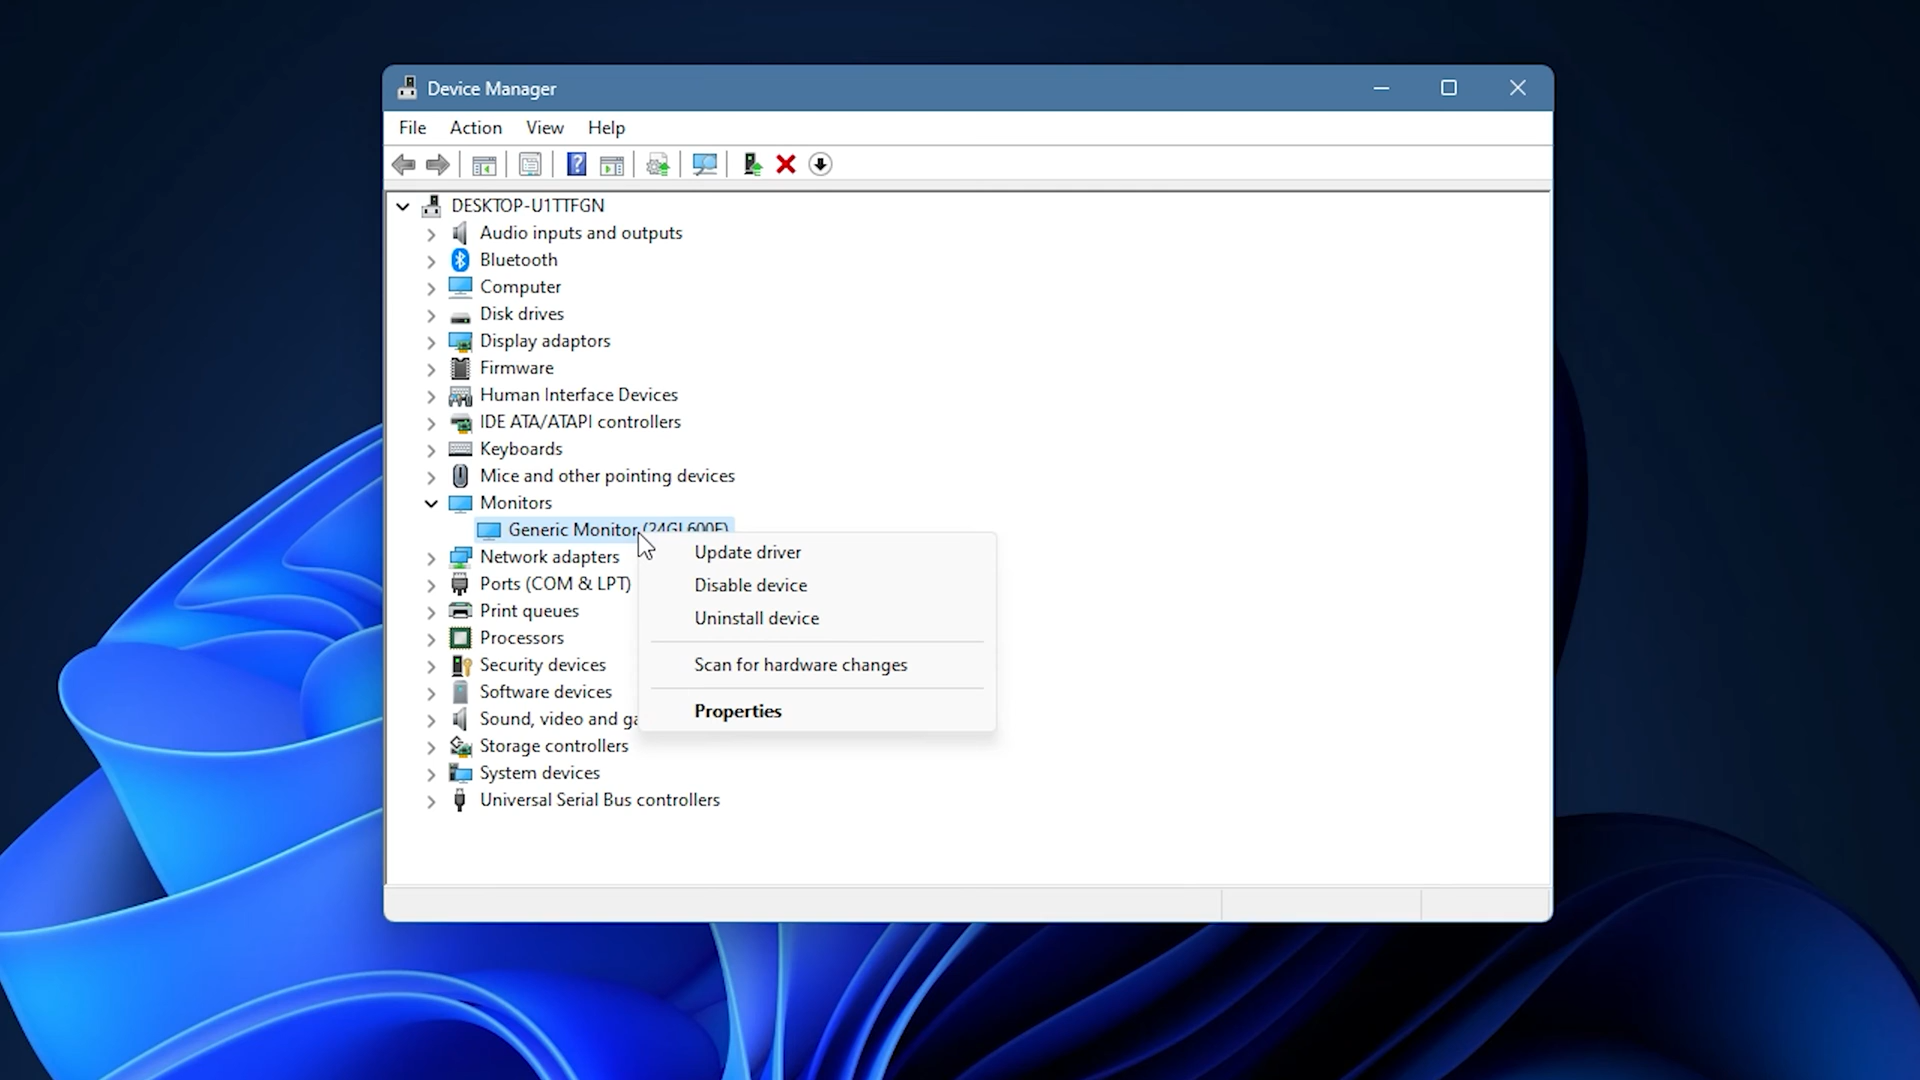 Device Manager
File Action View Help
DESKTOP-U1TTFGN
Audio inputs and outputs
Bluetooth
Computer
Disk drives
Display adaptors
Firmware
Human Interface Devices
IDE ATA/ATAPI controllers
Keyboards
Mice and other pointing devices
Monitors
Generic Monitor (24GL600F)
Network adapters
Ports (COM & LPT)
Print queues
Processors
Security devices
Software devices
Sound, video and
Storage controllers
System devices
Universal Serial Bus controllers
Update driver
Disable device
Uninstall device
Scan for hardware changes
Properties